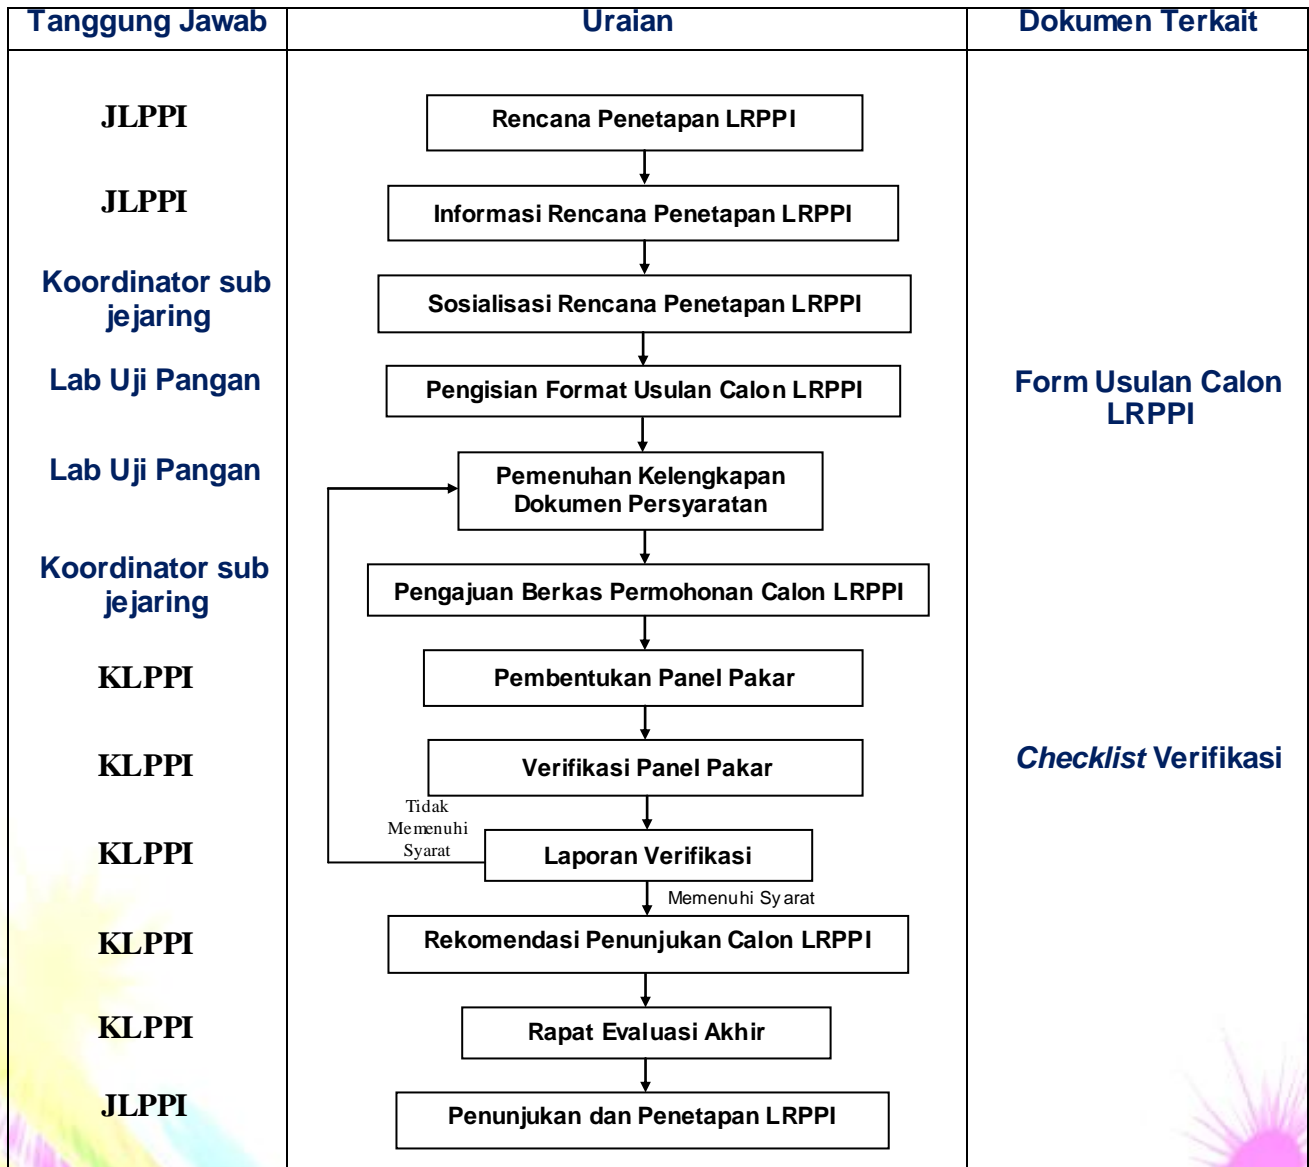 Tanggung Jawab Uraian Dokumen Terkait
JLPPI Rencana Penetapan LRPPI
JLPPI Informasi Rencana Penetapan LRPPI
Koordinator sub
jejaring
Sosialisasi Rencana Penetapan LRPPI
Lab Uji Pangan Pengisian Format Usulan Calon LRPPI
Form Usulan Calon
LRPPI
Lab Uji Pangan
Pemenuhan Kelengkapan
Dokumen Persyaratan
Koordinator sub
jejaring
Pengajuan Berkas Permohonan Calon LRPPI
KLPPI Pembentukan Panel Pakar
KLPPI Verifikasi Panel Pakar Checklist Verifikasi
Tidak
Memenuhi
Syarat
KLPPI Laporan Verifikasi
Memenuhi Syarat
KLPPI Rekomendasi Penunjukan Calon LRPPI
KLPPI Rapat Evaluasi Akhir
JLPPI Penunjukan dan Penetapan LRPPI